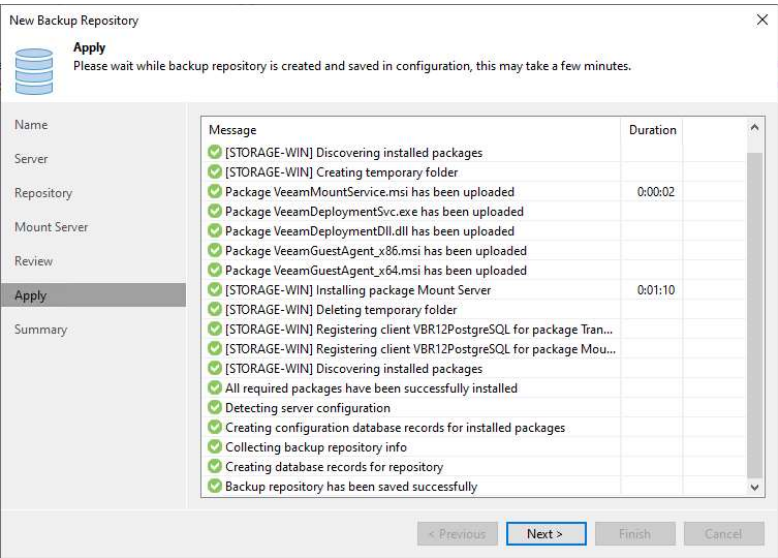 New Backup Repository
Apply
Please wait while backup repository is created and saved in configuration, this may take a few minutes.
Name
Server
Repository
Mount Server
Review
Apply
Summary
Message Duration
[STORAGE-WIN] Discovering installed packages
[STORAGE-WIN] Creating temporary folder
Package VeeamMountService.msi has been uploaded 0:00:02
Package VeeamDeploymentSvc.exe has been uploaded
Package VeeamDeploymentDll.dll has been uploaded
Package VeeamGuestAgent_x86.msi has been uploaded
Package VeeamGuestAgent_x64.msi has been uploaded
[STORAGE-WIN] Installing package Mount Server 0:01:10
[STORAGE-WIN] Deleting temporary folder
[STORAGE-WIN] Registering client VBR12PostgreSQL for package Tran...
[STORAGE-WIN] Registering client VBR12PostgreSQL for package Mou...
[STORAGE-WIN] Discovering installed packages
All required packages have been successfully installed
Detecting server configuration
Creating configuration database records for installed packages
Collecting backup repository info
Creating database records for repository
Backup repository has been saved successfully
< Previous Next > Finish Cancel